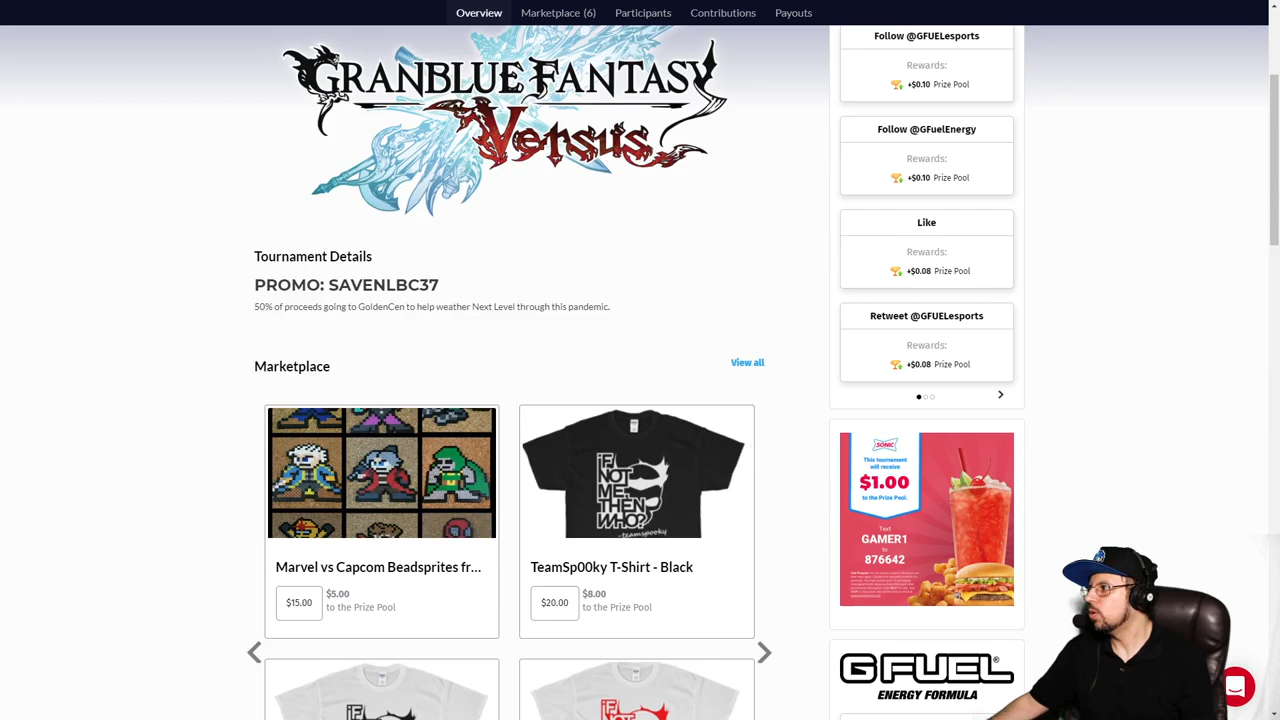 Overview
Marketplace (6)
Participants
Contributions
Payouts
GRANBLUE FANTASY
Versus
Tournament Details
PROMO: SAVENLBC37
50% of proceeds going to GoldenCen to help weather Next Level through this pandemic.
Marketplace
View all
Marvel vs Capcom Beadsprites fr...
$15.00
$5.00
to the Prize Pool
IF
NOT
ME,
THEN
WHO?
-teamspooky
TeamSp00ky T-Shirt - Black
$20.00
$8.00
to the Prize Pool
Follow @GFUELesports
Rewards:
+$0.10 Prize Pool
Follow @GFuelEnergy
Rewards:
+$0.10 Prize Pool
Like
Rewards:
+$0.08 Prize Pool
Retweet @GFUELesports
Rewards:
+$0.08 Prize Pool
SONIC
This tournament
will receive
$1.00
to the Prize Pool.
Text
GAMER1
to
876642
G FUEL®
ENERGY FORMULA